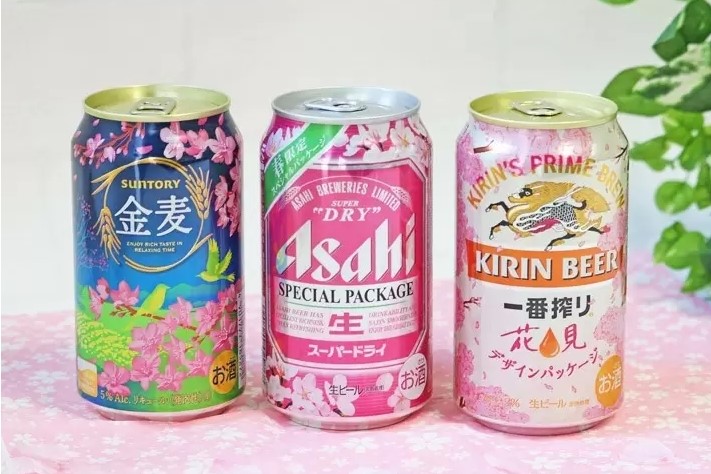 SUNTORY
金麦
ENJOY RICH TASTE IN
RELAXING TIME
お酒
5% Alc.
春限定
スペシャルパッケージ
ASAHI BREWERIES LIMITED
SUPER
"DRY"
Asahi
SPECIAL PACKAGE
生
スーパードライ
生ビール
お酒
KIRIN'S PRIME BREW
KIRIN BEER
一番搾り
花見
デザインパッケージ
生ビール
お酒